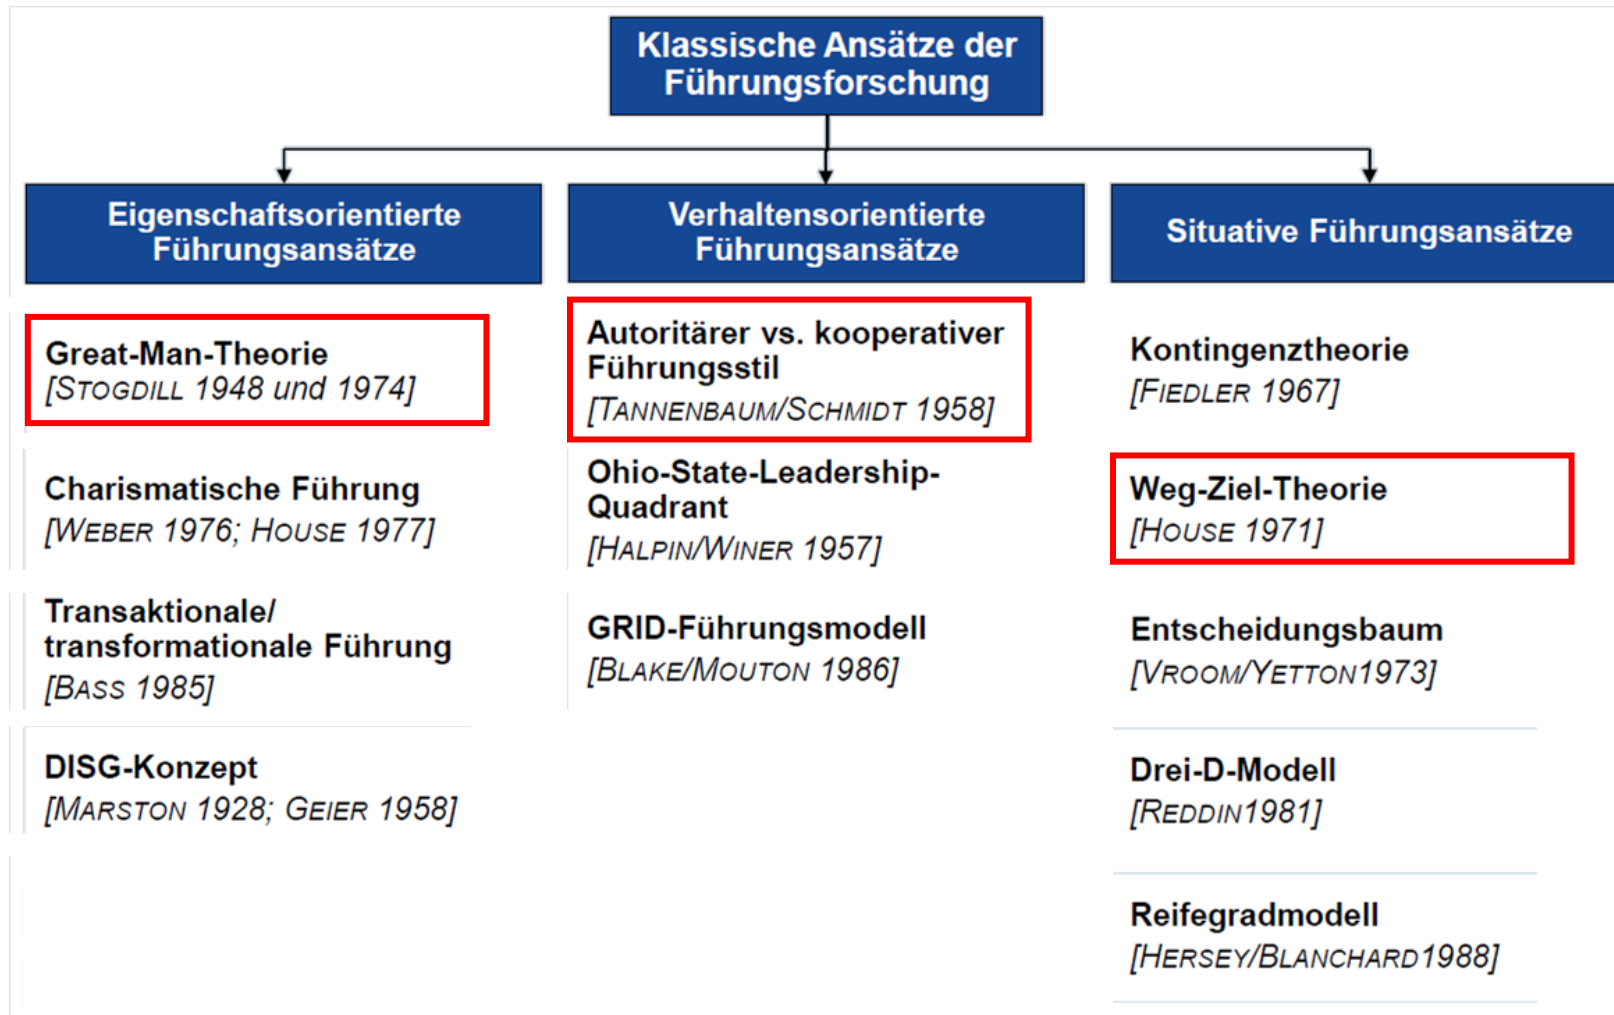 Klassische Ansätze der
Führungsforschung
Eigenschaftsorientierte
Führungsansätze
Great-Man-Theorie
[STOGDILL 1948 und 1974]
Charismatische Führung
[WEBER 1976; HOUSE 1977]
Transaktionale/
transformationale Führung
[BASS 1985]
DISG-Konzept
[MARSTON 1928; GEIER 1958]
Verhaltensorientierte
Führungsansätze
Autoritärer vs. kooperativer
Führungsstil
[TANNENBAUM/SCHMIDT 1958]
Ohio-State-Leadership-
Quadrant
[HALPIN/WINER 1957]
GRID-Führungsmodell
[BLAKE/MOUTON 1986]
Situative Führungsansätze
Kontingenztheorie
[FIEDLER 1967]
Weg-Ziel-Theorie
[HOUSE 1971]
Entscheidungsbaum
[VROOM/YETTON1973]
Drei-D-Modell
[REDDIN1981]
Reifegradmodell
[HERSEY/BLANCHARD1988]